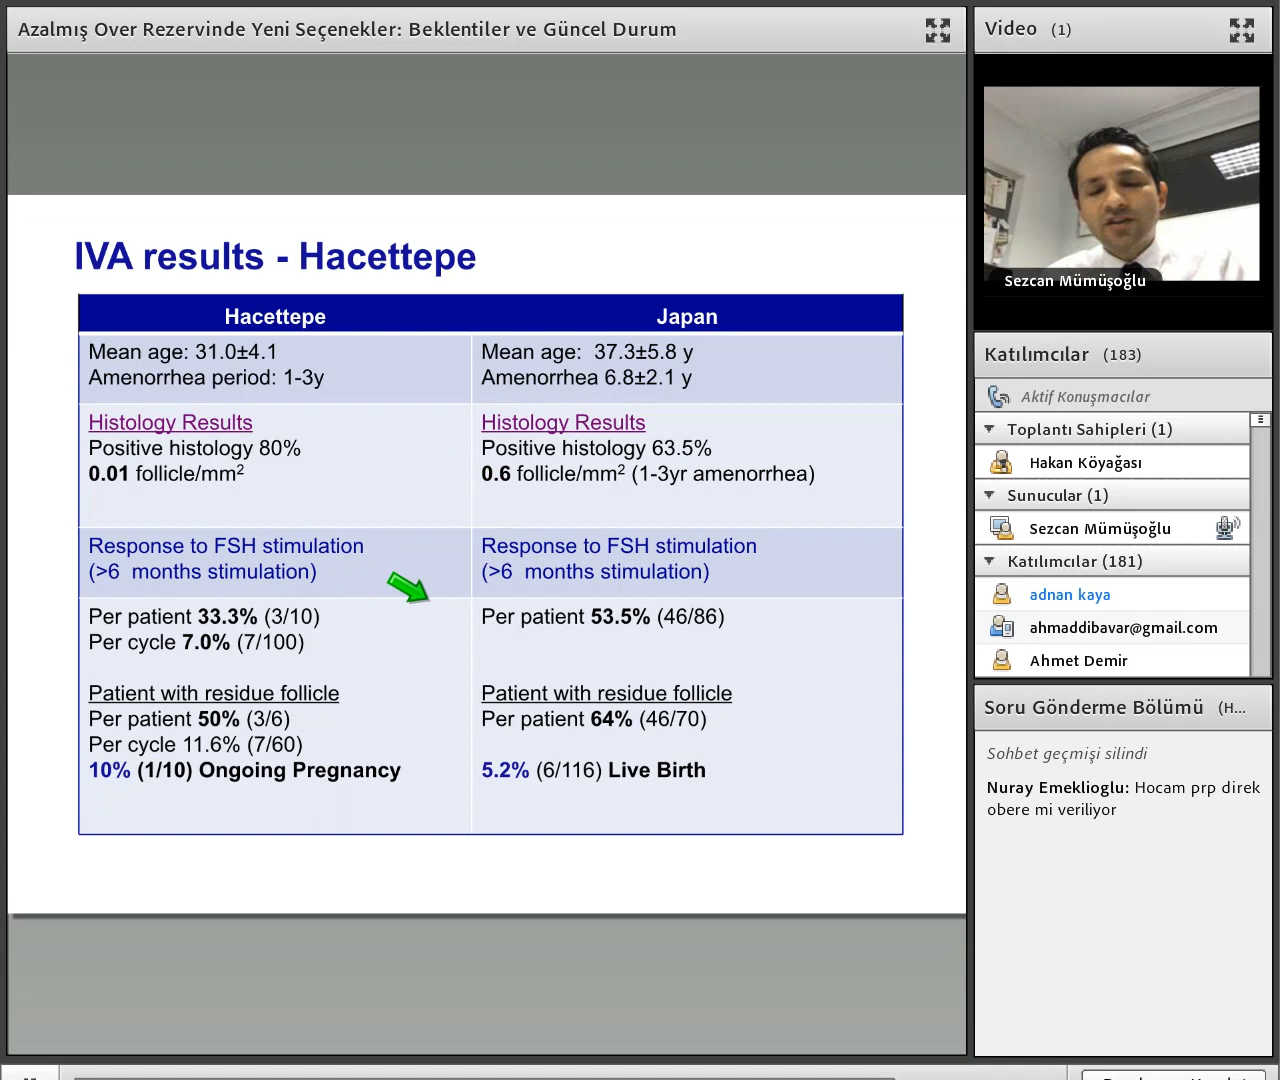 Azalmış Over Rezervinde Yeni Seçenekler: Beklentiler ve Güncel Durum
IVA results - Hacettepe
Hacettepe
Japan
Mean age: 31.0±4.1
Amenorrhea period: 1-3y
Mean age: 37.3±5.8 y
Amenorrhea 6.8±2.1 y
Histology Results
Positive histology 80%
0.01 follicle/mm²
Histology Results
Positive histology 63.5%
0.6 follicle/mm² (1-3yr amenorrhea)
Response to FSH stimulation
(>6 months stimulation)
Response to FSH stimulation
(>6 months stimulation)
Per patient 33.3% (3/10)
Per cycle 7.0% (7/100)
Patient with residue follicle
Per patient 50% (3/6)
Per cycle 11.6% (7/60)
10% (1/10) Ongoing Pregnancy
Per patient 53.5% (46/86)
Patient with residue follicle
Per patient 64% (46/70)
5.2% (6/116) Live Birth
Video (1)
Sezcan Mümüşoğlu
Katılımcılar (183)
Aktif Konuşmacılar
Toplantı Sahipleri (1)
Hakan Köyağası
Sunucular (1)
Sezcan Mümüşoğlu
Katılımcılar (181)
adnan kaya
ahmaddibavar@gmail.com
Ahmet Demir
Soru Gönderme Bölümü (H...
Sohbet geçmişi silindi
Nuray Emeklioglu: Hocam prp direk
obere mi veriliyor